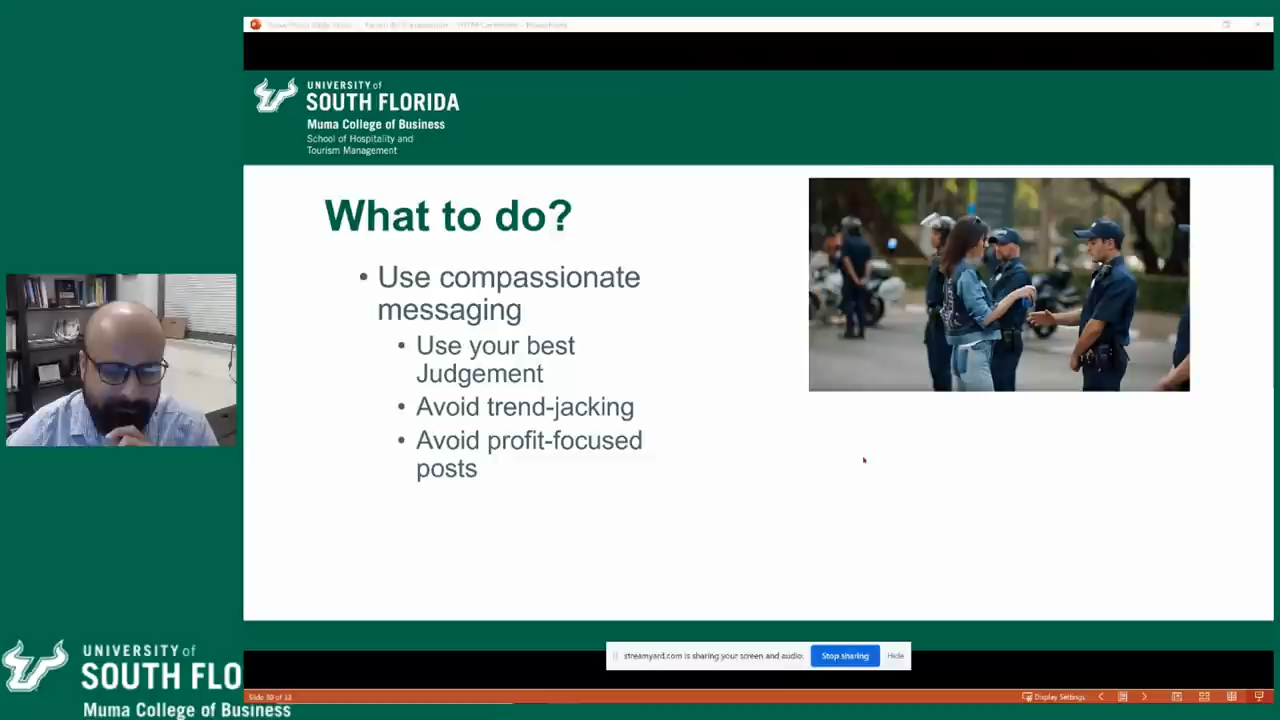 UNIVERSITY of
SOUTH FLORIDA
Muma College of Business
School of Hospitality and
Tourism Management
What to do?
• Use compassionate
messaging
• Use your best
Judgement
• Avoid trend-jacking
• Avoid profit-focused
posts
streamyard.com is sharing your screen and audio.
Stop sharing
Hide
UNIVERSITY of
SOUTH FLO
Muma College of Business
Display Settings